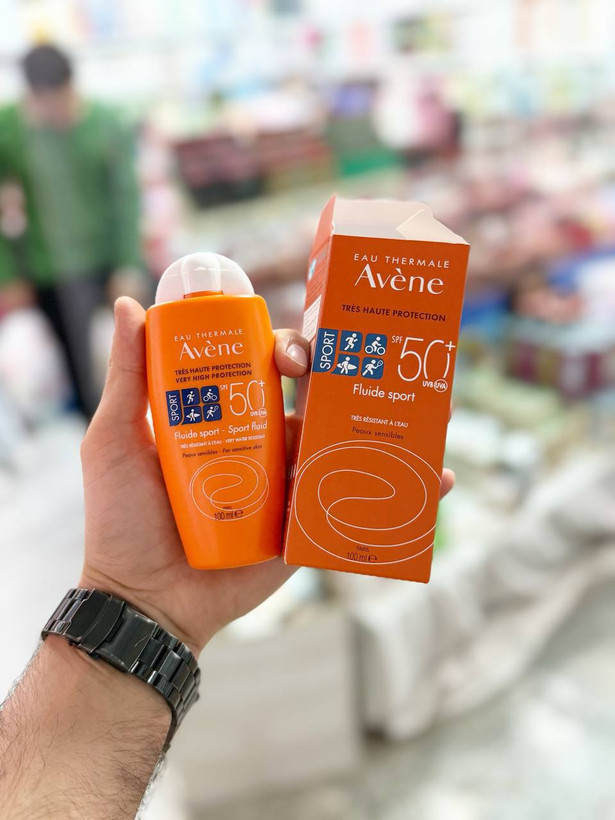 EAU THERMALE
Avène
TRÈS HAUTE PROTECTION
VERY HIGH PROTECTION
SPORT
SPF 50+
UVB UVA
Fluide sport - Sport fluid
TRÈS RÉSISTANT À L'EAU - VERY WATER RESISTANT
Peaux sensibles - For sensitive skin
PARIS
100 ml e
EAU THERMALE
Avène
TRÈS HAUTE PROTECTION
SPORT
SPF 50+
UVB UVA
Fluide sport
TRÈS RÉSISTANT À L'EAU
Peaux sensibles
PARIS
100 ml e